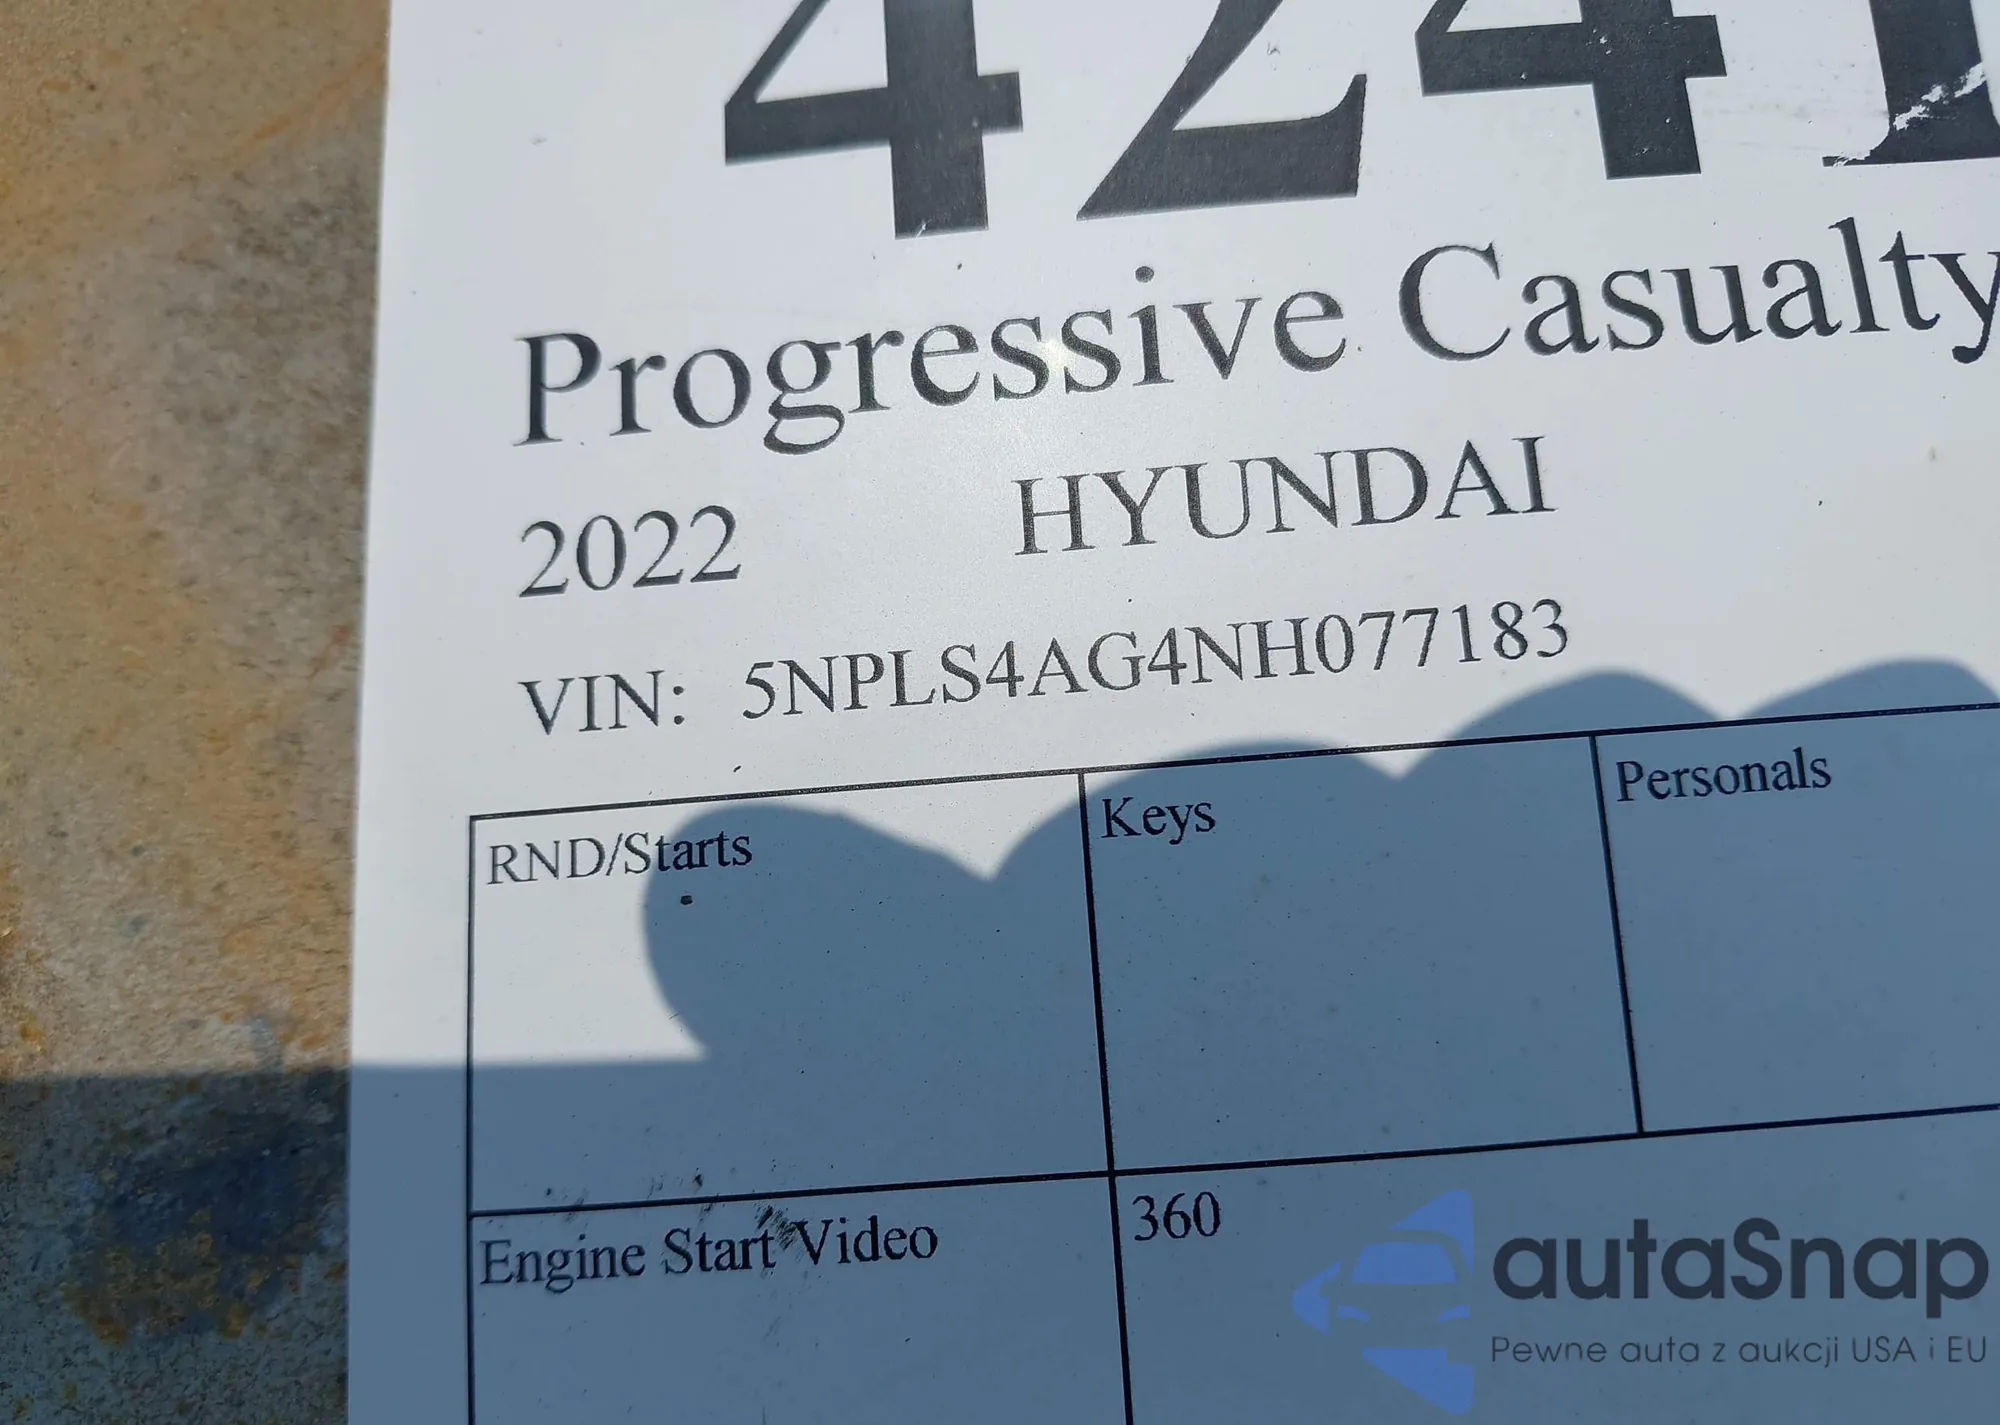 4241
Progressive Casualty
2022 HYUNDAI
VIN: 5NPLS4AG4NH077183
RND/Starts Keys Personals
Engine Start Video 360
autaSnap
Pewne auta z aukcji USA i EU